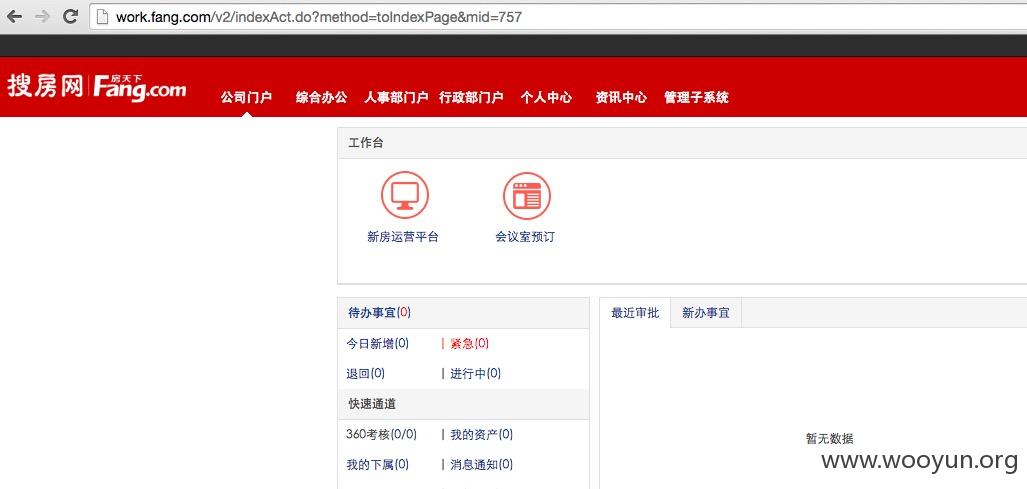 work.fang.com/v2/indexAct.do?method=toIndexPage&mid=757
搜房网 房天下 Fang.com 公司门户 综合办公 人事部门户 行政部门户 个人中心 资讯中心 管理子系统
工作台
新房运营平台 会议室预订
待办事宜(0) 最近审批 新办事宜
今日新增(0) | 紧急(0)
退回(0) | 进行中(0)
快速通道
360考核(0/0) | 我的资产(0)
暂无数据
我的下属(0) | 消息通知(0)
www.wooyun.org